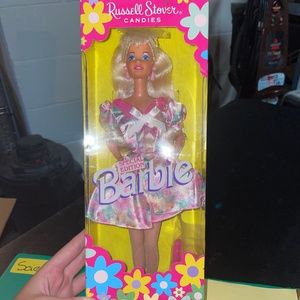 Russell Stover
CANDIES
SPECIAL EDITION
Barbie